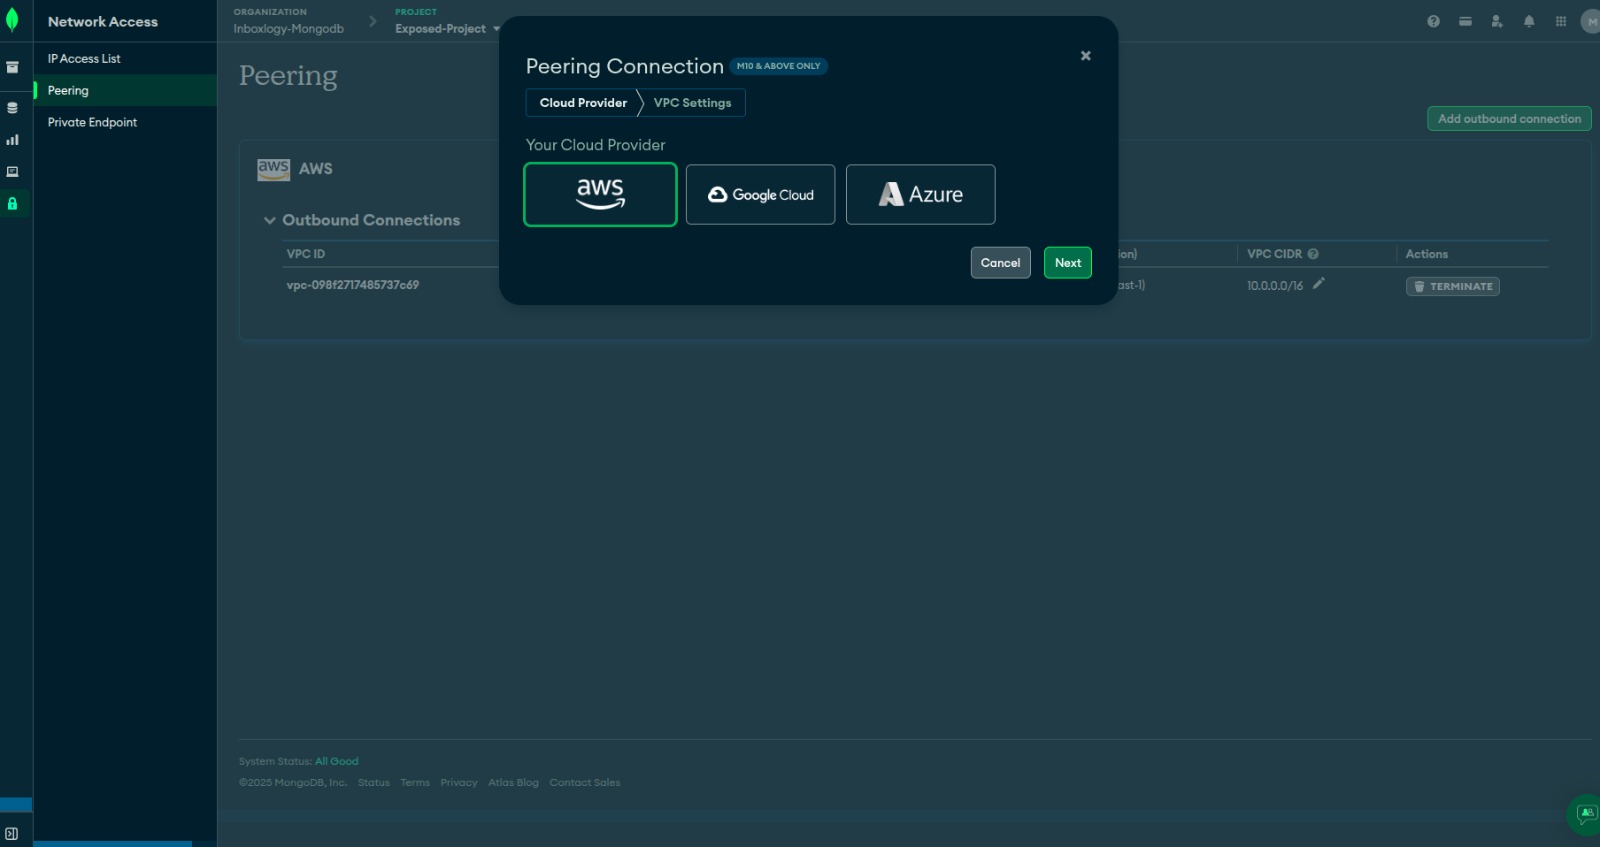 Network Access
ORGANIZATION
Inboxlogy-Mongodb
PROJECT
Exposed-Project
M
IP Access List
Peering
Private Endpoint
Peering
Add outbound connection
aws
AWS
Outbound Connections
VPC ID
ion)
VPC CIDR
Actions
vpc-098f2717485737c69
ast-1)
10.0.0.0/16
TERMINATE
Peering Connection M10 & ABOVE ONLY
Cloud Provider VPC Settings
Your Cloud Provider
aws Google Cloud Azure
Cancel Next
System Status: All Good
©2025 MongoDB, Inc. Status Terms Privacy Atlas Blog Contact Sales